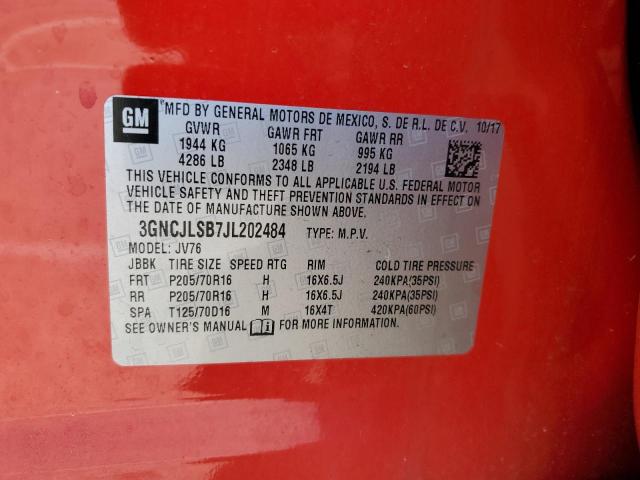 GM
MFD BY GENERAL MOTORS DE MEXICO, S. DE R.L. DE C.V. 10/17
GVWR GAWR FRT GAWR RR
1944 KG 1065 KG 995 KG
4286 LB 2348 LB 2194 LB
THIS VEHICLE CONFORMS TO ALL APPLICABLE U.S. FEDERAL MOTOR
VEHICLE SAFETY AND THEFT PREVENTION STANDARDS IN EFFECT ON
THE DATE OF MANUFACTURE SHOWN ABOVE.
3GNCJLSB7JL202484 TYPE: M.P.V.
MODEL: JV76
JBBK TIRE SIZE SPEED RTG RIM COLD TIRE PRESSURE
FRT P205/70R16 H 16X6.5J 240KPA(35PSI)
RR P205/70R16 H 16X6.5J 240KPA(35PSI)
SPA T125/70D16 M 16X4T 420KPA(60PSI)
SEE OWNER'S MANUAL FOR MORE INFORMATION.